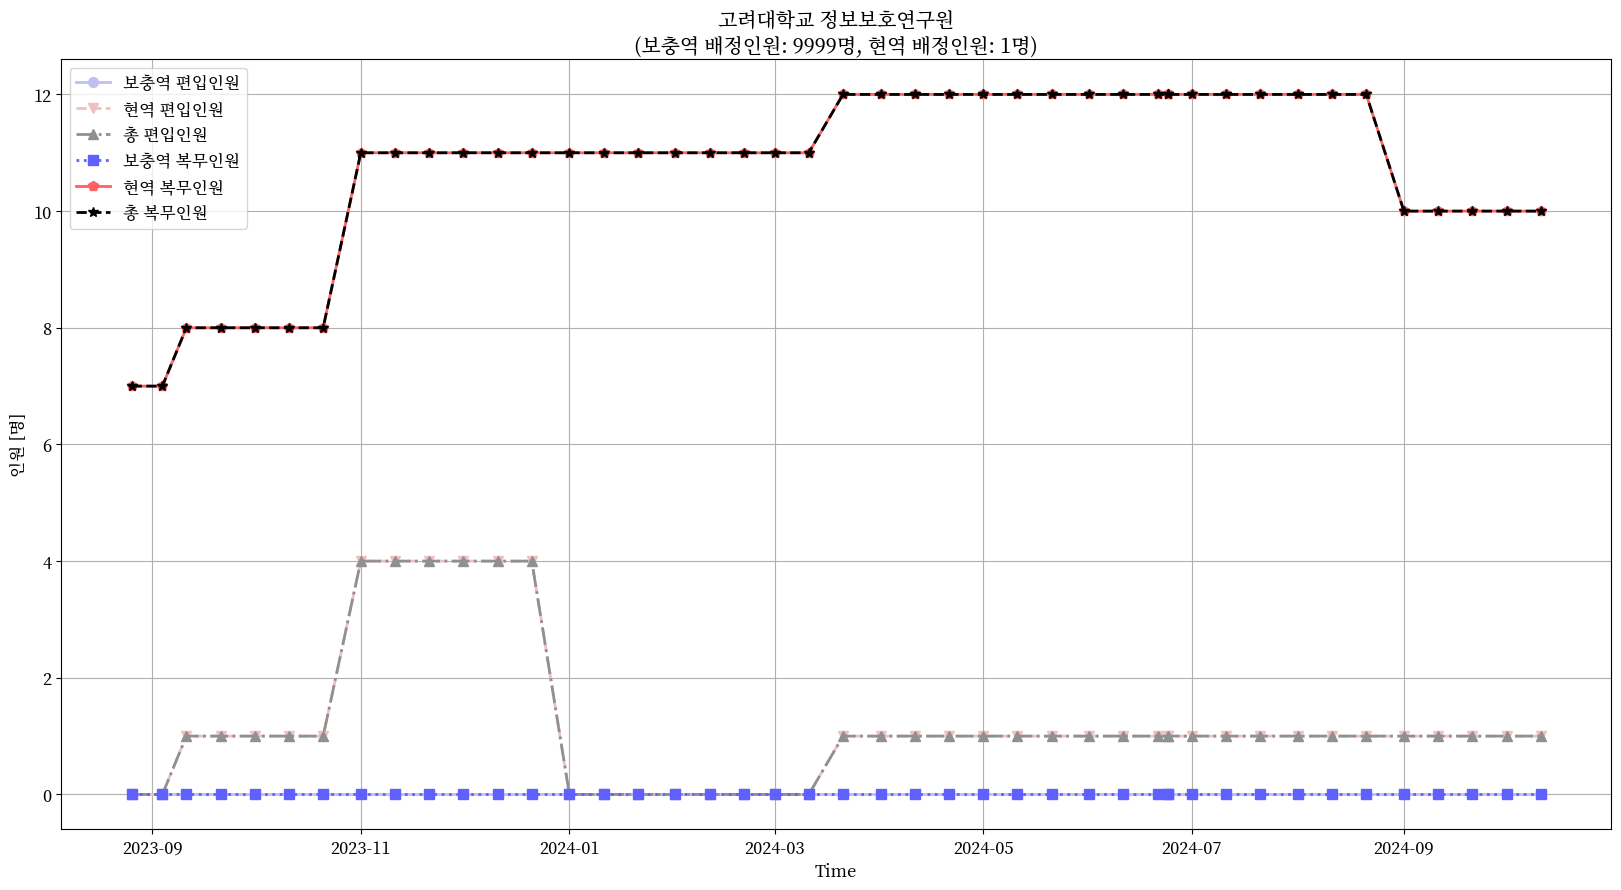 고려대학교 정보보호연구원
(보충역 배정인원: 9999명, 현역 배정인원: 1명)
보충역 편입인원
현역 편입인원
총 편입인원
보충역 복무인원
현역 복무인원
총 복무인원
12
10
8
6
4
2
0
인원 [명]
2023-09
2023-11
2024-01
2024-03
2024-05
2024-07
2024-09
Time